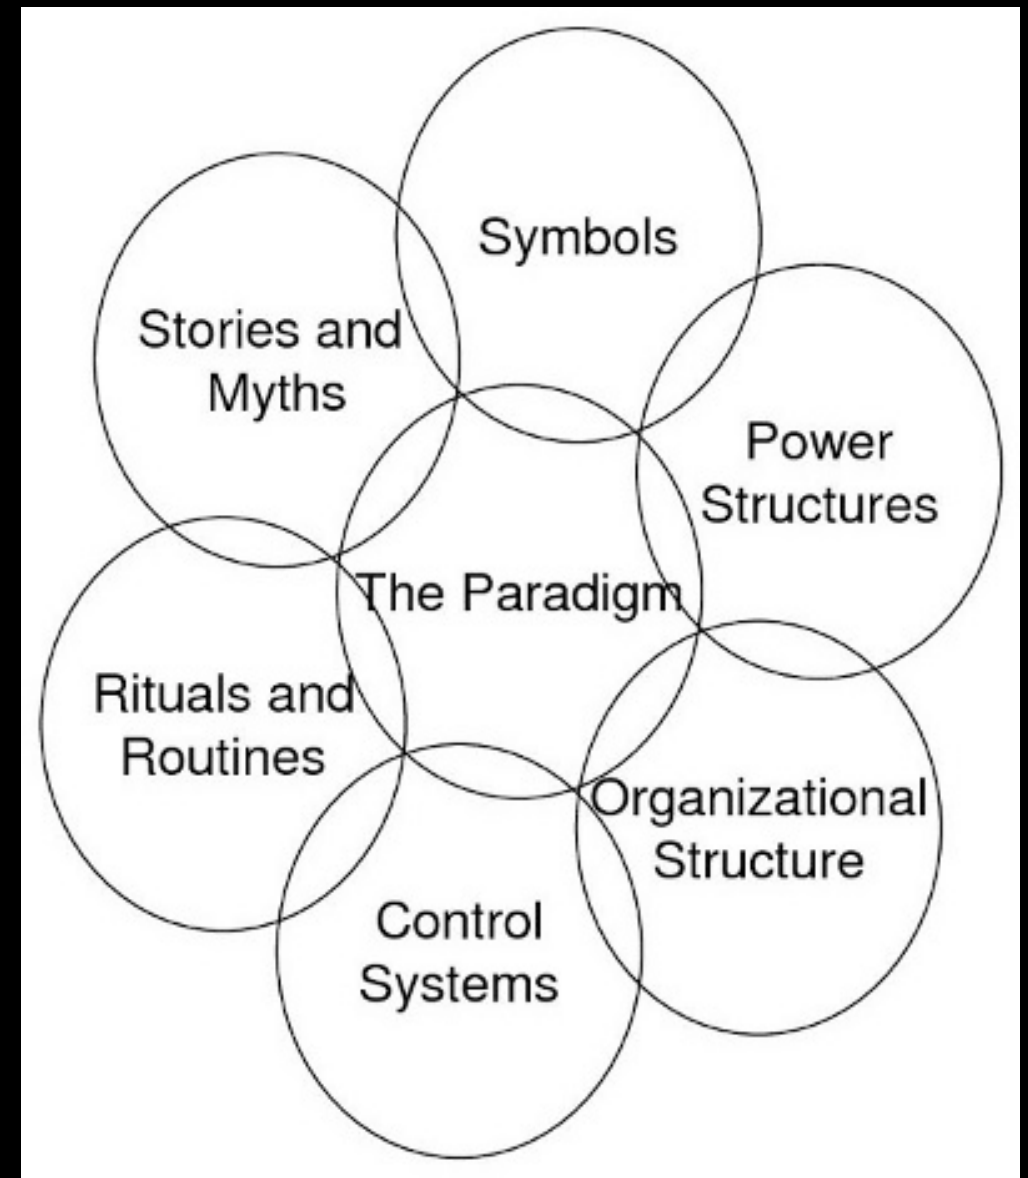 Symbols
Stories and
Myths
Power
Structures
The Paradigm
Rituals and
Routines
Organizational
Structure
Control
Systems